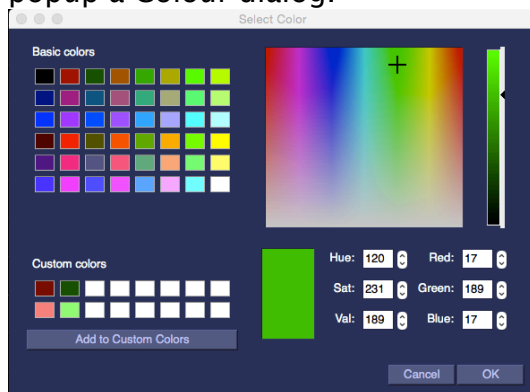 popup a Colour dialog.
Select Color
Basic colors
Custom colors
Add to Custom Colors
Hue: 120 Red: 17
Sat: 231 Green: 189
Val: 189 Blue: 17
Cancel OK